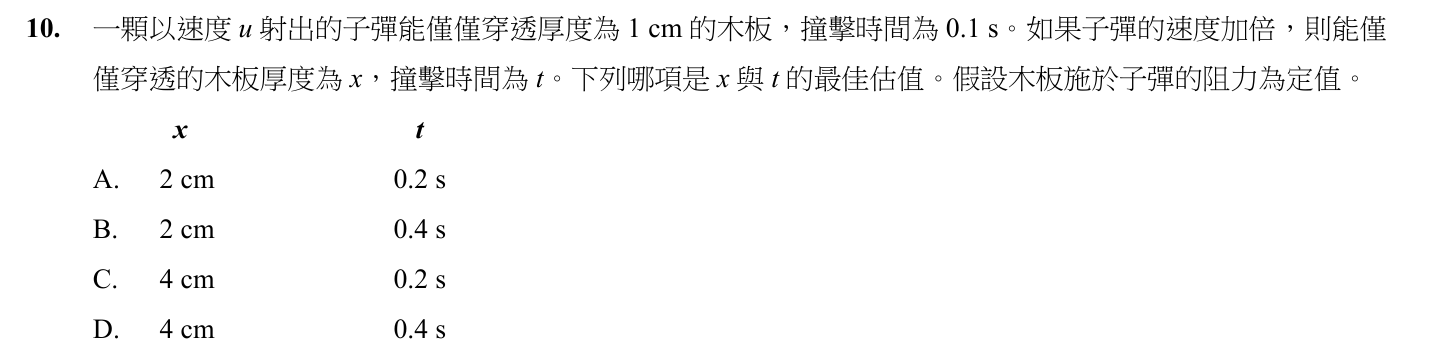 10. 一顆以速度 u 射出的子彈能僅僅穿透厚度為 1 cm 的木板，撞擊時間為 0.1 s。如果子彈的速度加倍，則能僅
僅穿透的木板厚度為 x，撞擊時間為 t。下列哪項是 x 與 t 的最佳估值。假設木板施於子彈的阻力為定值。
x t
A. 2 cm 0.2 s
B. 2 cm 0.4 s
C. 4 cm 0.2 s
D. 4 cm 0.4 s